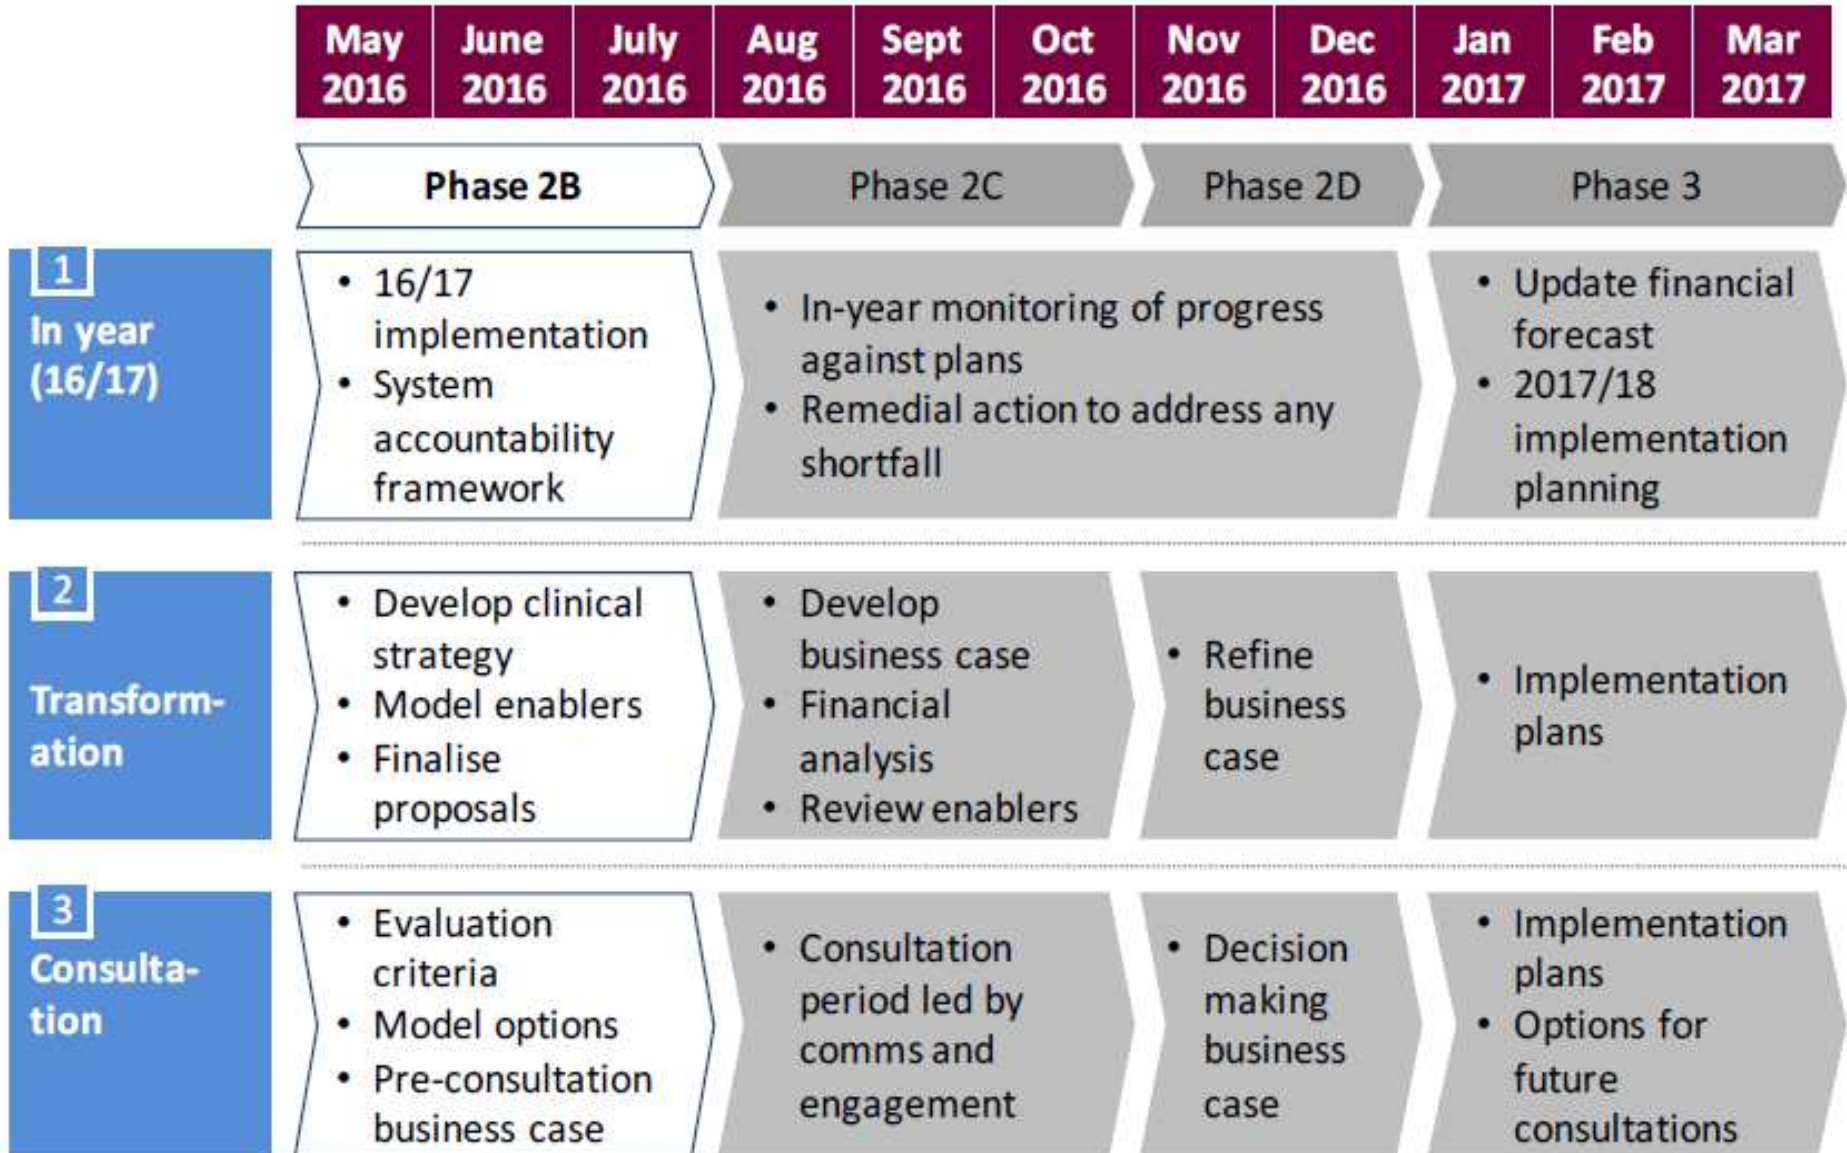 May June July Aug Sept Oct Nov Dec Jan Feb Mar
2016 2016 2016 2016 2016 2016 2016 2016 2017 2017 2017
Phase 2B Phase 2C Phase 2D Phase 3
1
In year
(16/17)
• 16/17
implementation
• System
accountability
framework
• In-year monitoring of progress
against plans
• Remedial action to address any
shortfall
• Update financial
forecast
• 2017/18
implementation
planning
2
Transform-
ation
• Develop clinical
strategy
• Model enablers
• Finalise
proposals
• Develop
business case
• Financial
analysis
• Review enablers
• Refine
business
case
• Implementation
plans
3
Consulta-
tion
• Evaluation
criteria
• Model options
• Pre-consultation
business case
• Consultation
period led by
comms and
engagement
• Decision
making
business
case
• Implementation
plans
• Options for
future
consultations